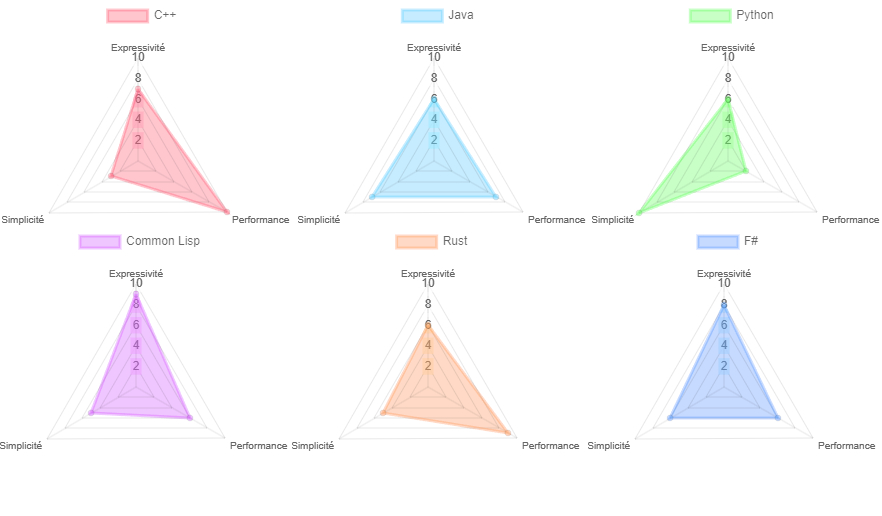 C++
Expressivité
10
8
6
4
2
Simplicité
Performance
Java
Expressivité
10
8
6
4
2
Simplicité
Performance
Python
Expressivité
10
8
6
4
2
Simplicité
Performance
Common Lisp
Expressivité
10
8
6
4
2
Simplicité
Performance
Rust
Expressivité
10
8
6
4
2
Simplicité
Performance
F#
Expressivité
10
8
6
4
2
Simplicité
Performance